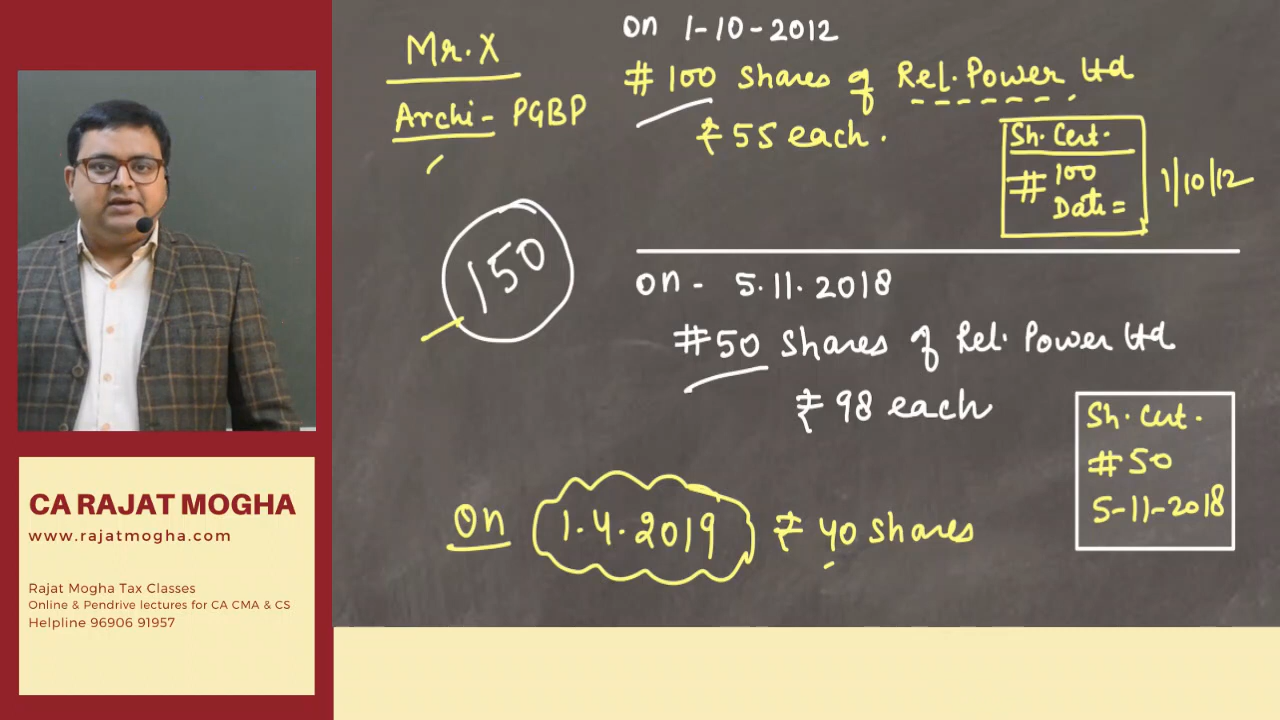 Mr. X
Archi - PGBP
on 1-10-2012
# 100 Shares of Rel. Power Ltd
₹ 55 each.
Sh. Cert.
# 100
Date =
1/10/12
150
on - 5.11.2018
#50 Shares of Rel. Power Ltd
₹ 98 each
Sh. Cert.
# 50
5-11-2018
On 1.4.2019 ₹ 40 shares
CA RAJAT MOGHA
www.rajatmogha.com
Rajat Mogha Tax Classes
Online & Pendrive lectures for CA CMA & CS
Helpline 96906 91957